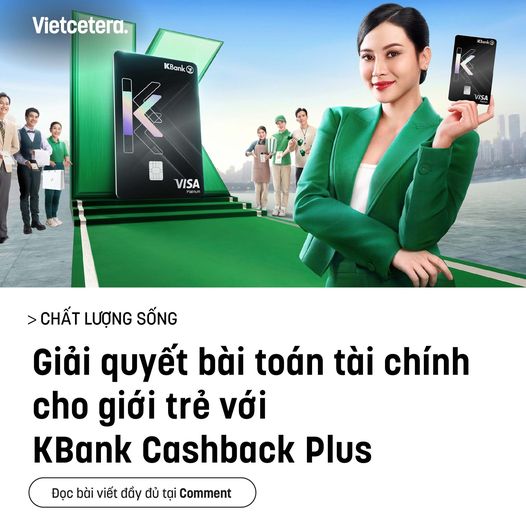 Vietcetera.
KBank
K
VISA
Platinum
KBank
K
VISA
> CHẤT LƯỢNG SỐNG
Giải quyết bài toán tài chính
cho giới trẻ với
KBank Cashback Plus
Đọc bài viết đầy đủ tại Comment